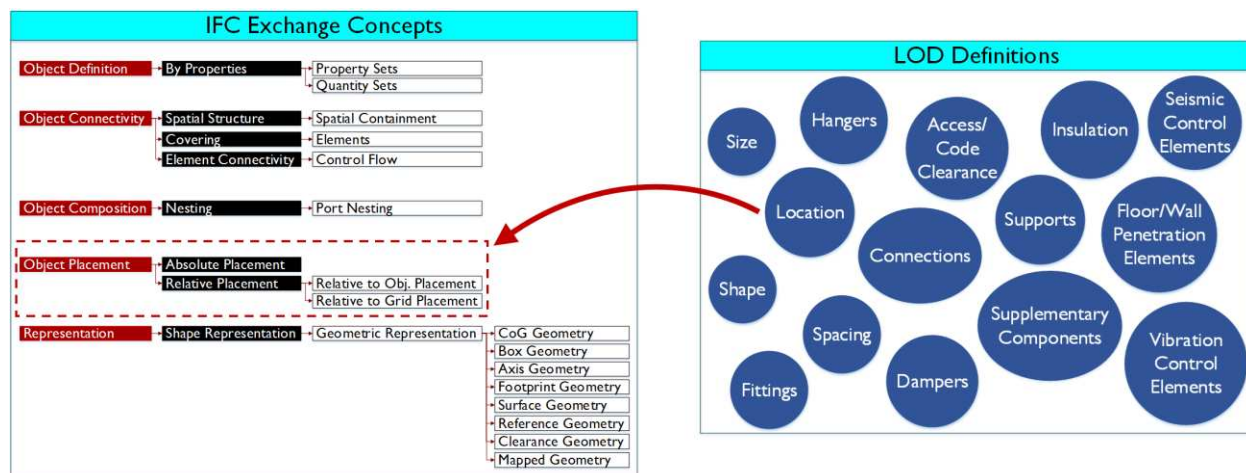 IFC Exchange Concepts
Object Definition
By Properties
Property Sets
Quantity Sets
Object Connectivity
Spatial Structure
Spatial Containment
Covering
Elements
Element Connectivity
Control Flow
Object Composition
Nesting
Port Nesting
Object Placement
Absolute Placement
Relative Placement
Relative to Obj. Placement
Relative to Grid Placement
Representation
Shape Representation
Geometric Representation
CoG Geometry
Box Geometry
Axis Geometry
Footprint Geometry
Surface Geometry
Reference Geometry
Clearance Geometry
Mapped Geometry
LOD Definitions
Size
Hangers
Access/
Code
Clearance
Insulation
Seismic
Control
Elements
Location
Connections
Supports
Floor/Wall
Penetration
Elements
Shape
Spacing
Supplementary
Components
Vibration
Control
Elements
Fittings
Dampers